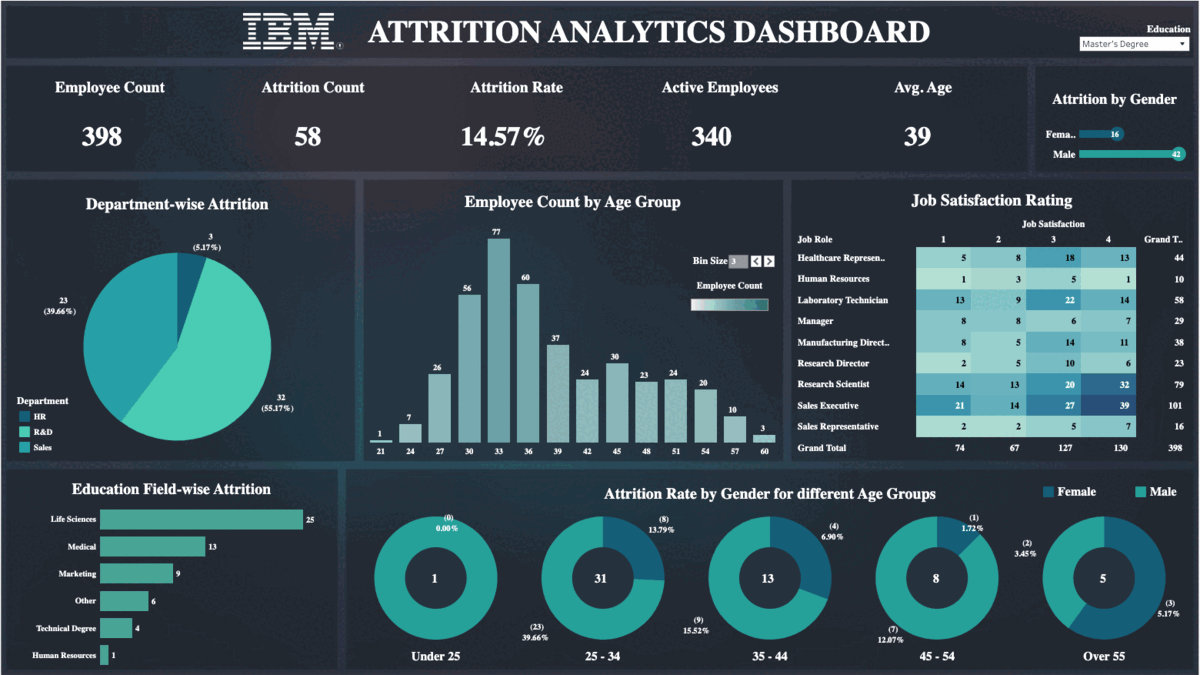 IBM® ATTRITION ANALYTICS DASHBOARD
Education
Master's Degree
Employee Count
398
Attrition Count
58
Attrition Rate
14.57%
Active Employees
340
Avg. Age
39
Attrition by Gender
Fema.. 16
Male 42
Department-wise Attrition
3
(5.17%)
23
(39.66%)
32
(55.17%)
Department
HR
R&D
Sales
Employee Count by Age Group
Bin Size 3
Employee Count
1 7 26 56 77 60 37 24 30 23 24 20 10 3
21 24 27 30 33 36 39 42 45 48 51 54 57 60
Job Satisfaction Rating
Job Satisfaction
Job Role 1 2 3 4 Grand T..
Healthcare Represen.. 5 8 18 13 44
Human Resources 1 3 5 1 10
Laboratory Technician 13 9 22 14 58
Manager 8 8 6 7 29
Manufacturing Direct.. 8 5 14 11 38
Research Director 2 5 10 6 23
Research Scientist 14 13 20 32 79
Sales Executive 21 14 27 39 101
Sales Representative 2 2 5 7 16
Grand Total 74 67 127 130 398
Education Field-wise Attrition
Life Sciences 25
Medical 13
Marketing 9
Other 6
Technical Degree 4
Human Resources 1
Attrition Rate by Gender for different Age Groups
Female Male
(0)
0.00%
1
Under 25
(8)
13.79%
31
(23)
39.66%
25 - 34
(4)
6.90%
13
(9)
15.52%
35 - 44
(1)
1.72%
8
(7)
12.07%
45 - 54
(2)
3.45%
5
(3)
5.17%
Over 55